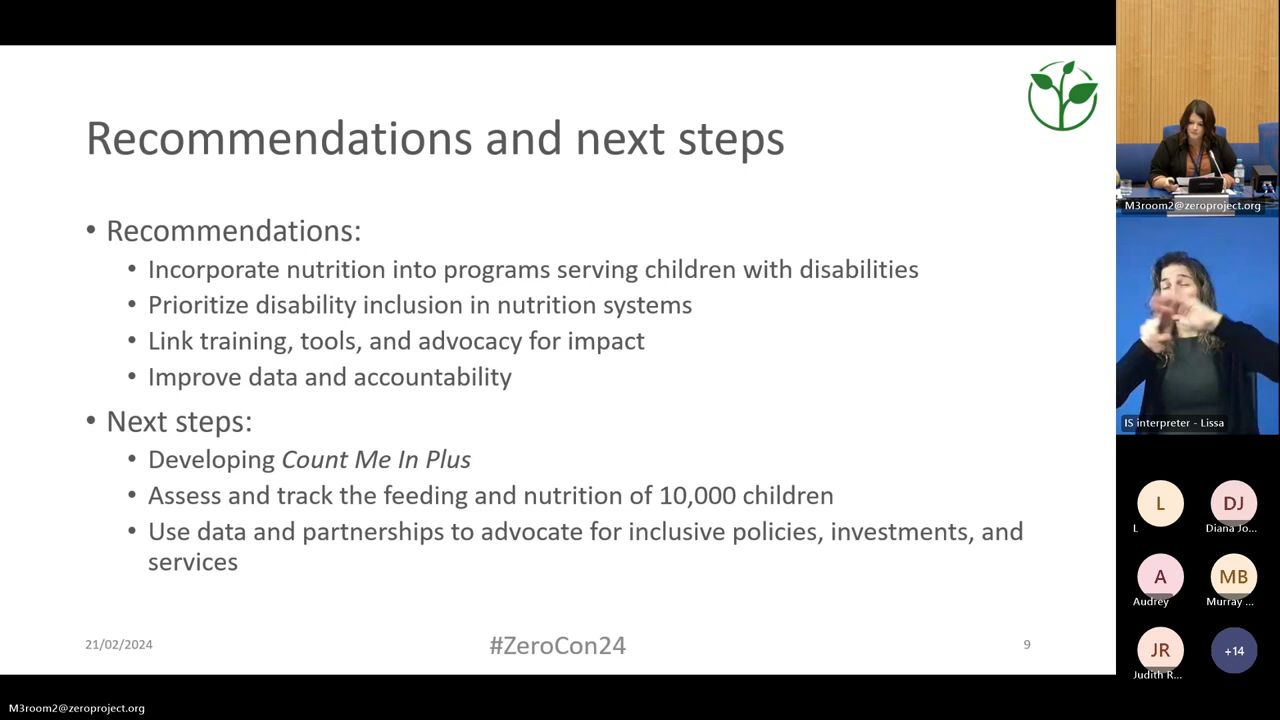 Recommendations and next steps
• Recommendations:
• Incorporate nutrition into programs serving children with disabilities
• Prioritize disability inclusion in nutrition systems
• Link training, tools, and advocacy for impact
• Improve data and accountability
• Next steps:
• Developing Count Me In Plus
• Assess and track the feeding and nutrition of 10,000 children
• Use data and partnerships to advocate for inclusive policies, investments, and
services
21/02/2024
#ZeroCon24
9
M3room2@zeroproject.org
IS interpreter - Lissa
L
DJ
L
Diana Jo...
A
MB
Audrey
Murray ...
JR
+14
Judith R...
M3room2@zeroproject.org